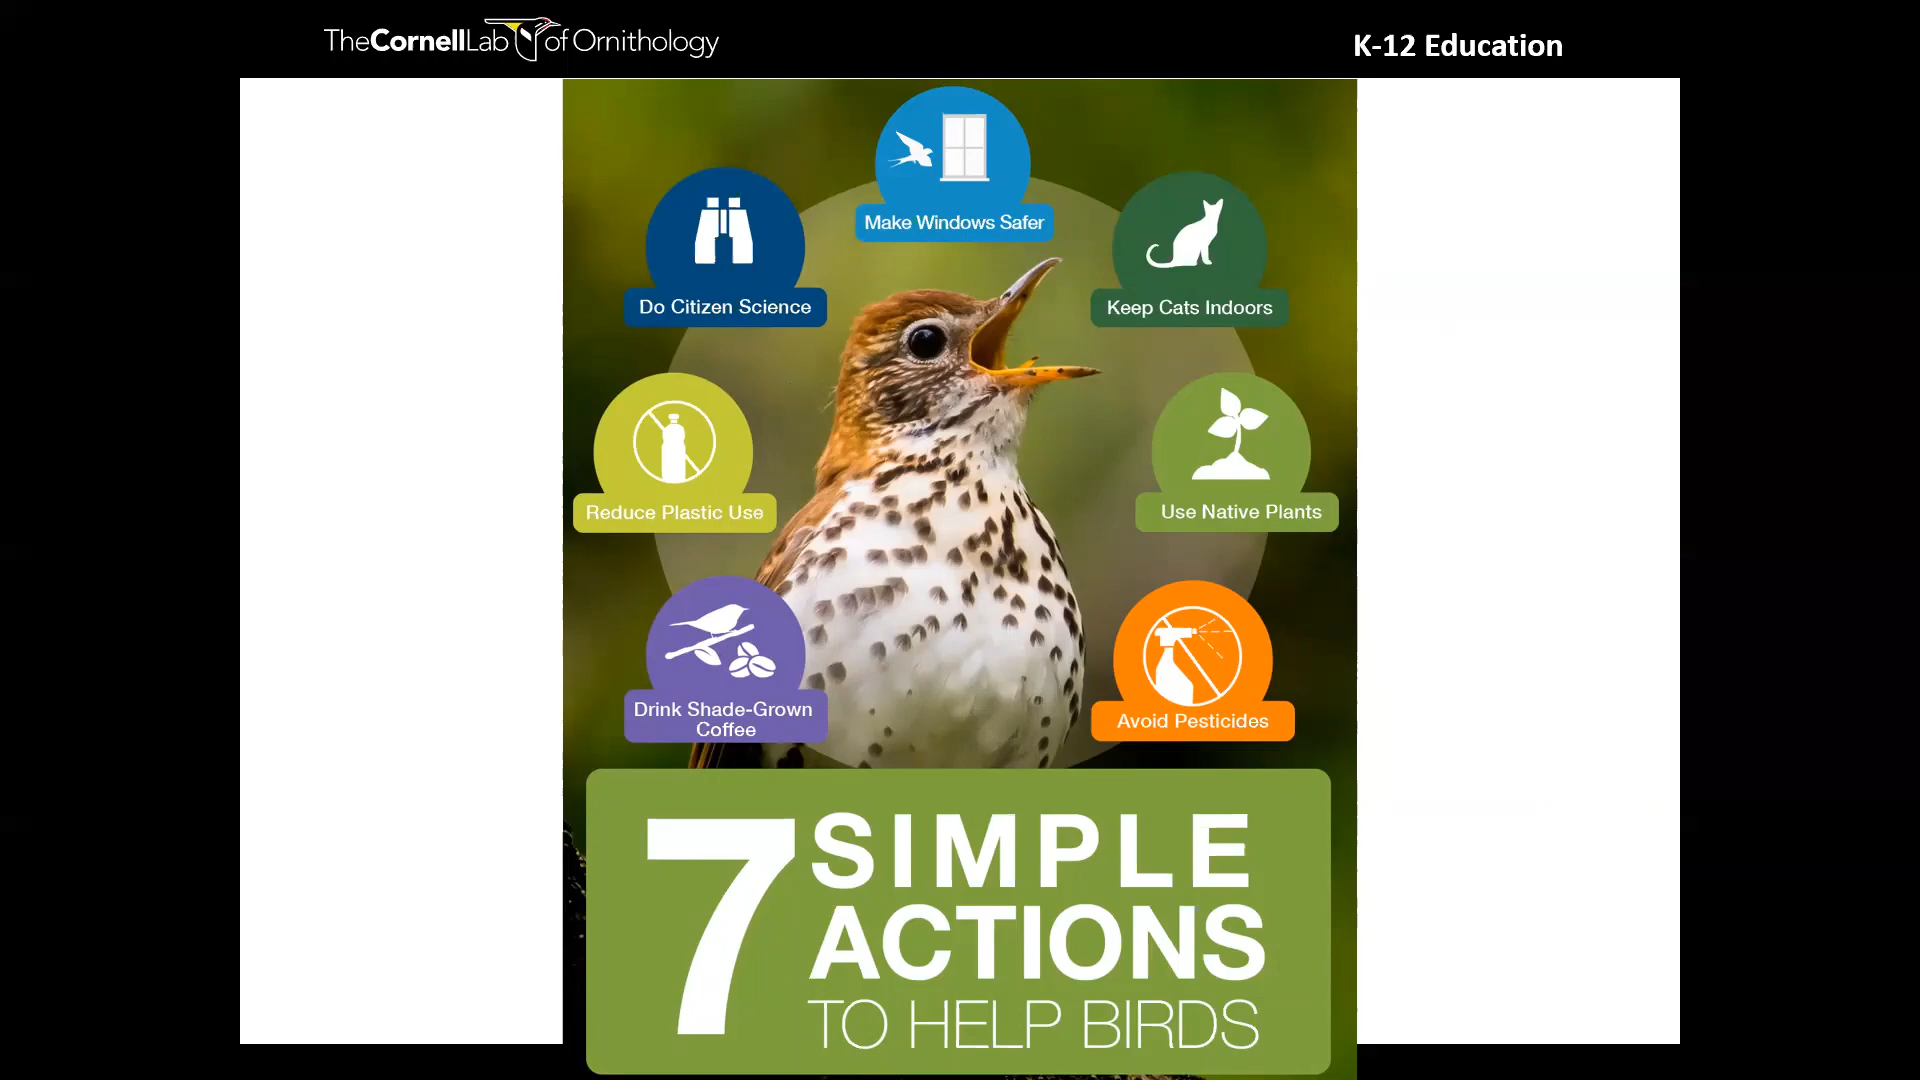 TheCornellLab of Ornithology
K-12 Education
Make Windows Safer
Do Citizen Science
Keep Cats Indoors
Reduce Plastic Use
Use Native Plants
Drink Shade-Grown
Coffee
Avoid Pesticides
7 SIMPLE
ACTIONS
TO HELP BIRDS